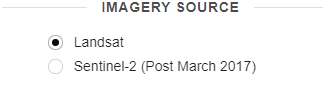 IMAGERY SOURCE
Landsat
Sentinel-2 (Post March 2017)